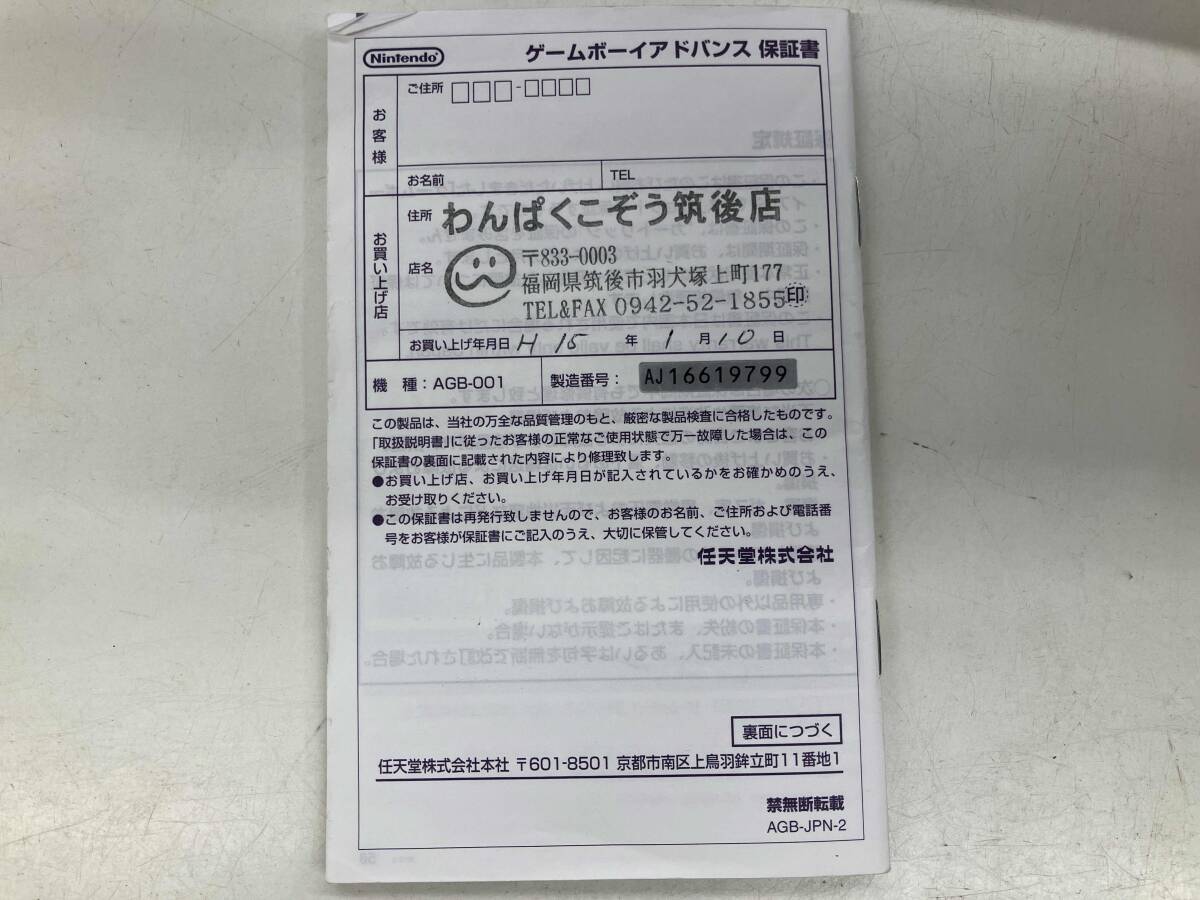 Nintendo ゲームボーイアドバンス 保証書
お客様
ご住所 □□□-□□□□
お名前 TEL
お買い上げ店
住所 わんぱくこぞう筑後店
店名 〒833-0003
福岡県筑後市羽犬塚上町177
TEL&FAX 0942-52-1855 印
お買い上げ年月日 H 15 年 1 月 10 日
機 種：AGB-001 製造番号： AJ16619799
この製品は、当社の万全な品質管理のもと、厳密な製品検査に合格したものです。
「取扱説明書」に従ったお客様の正常なご使用状態で万一故障した場合は、この
保証書の裏面に記載された内容により修理致します。
●お買い上げ店、お買い上げ年月日が記入されているかをお確かめのうえ、
お受け取りください。
●この保証書は再発行致しませんので、お客様のお名前、ご住所および電話番
号をお客様が保証書にご記入のうえ、大切に保管してください。
任天堂株式会社
裏面につづく
任天堂株式会社本社 〒601-8501 京都市南区上鳥羽鉾立町11番地1
禁無断転載
AGB-JPN-2